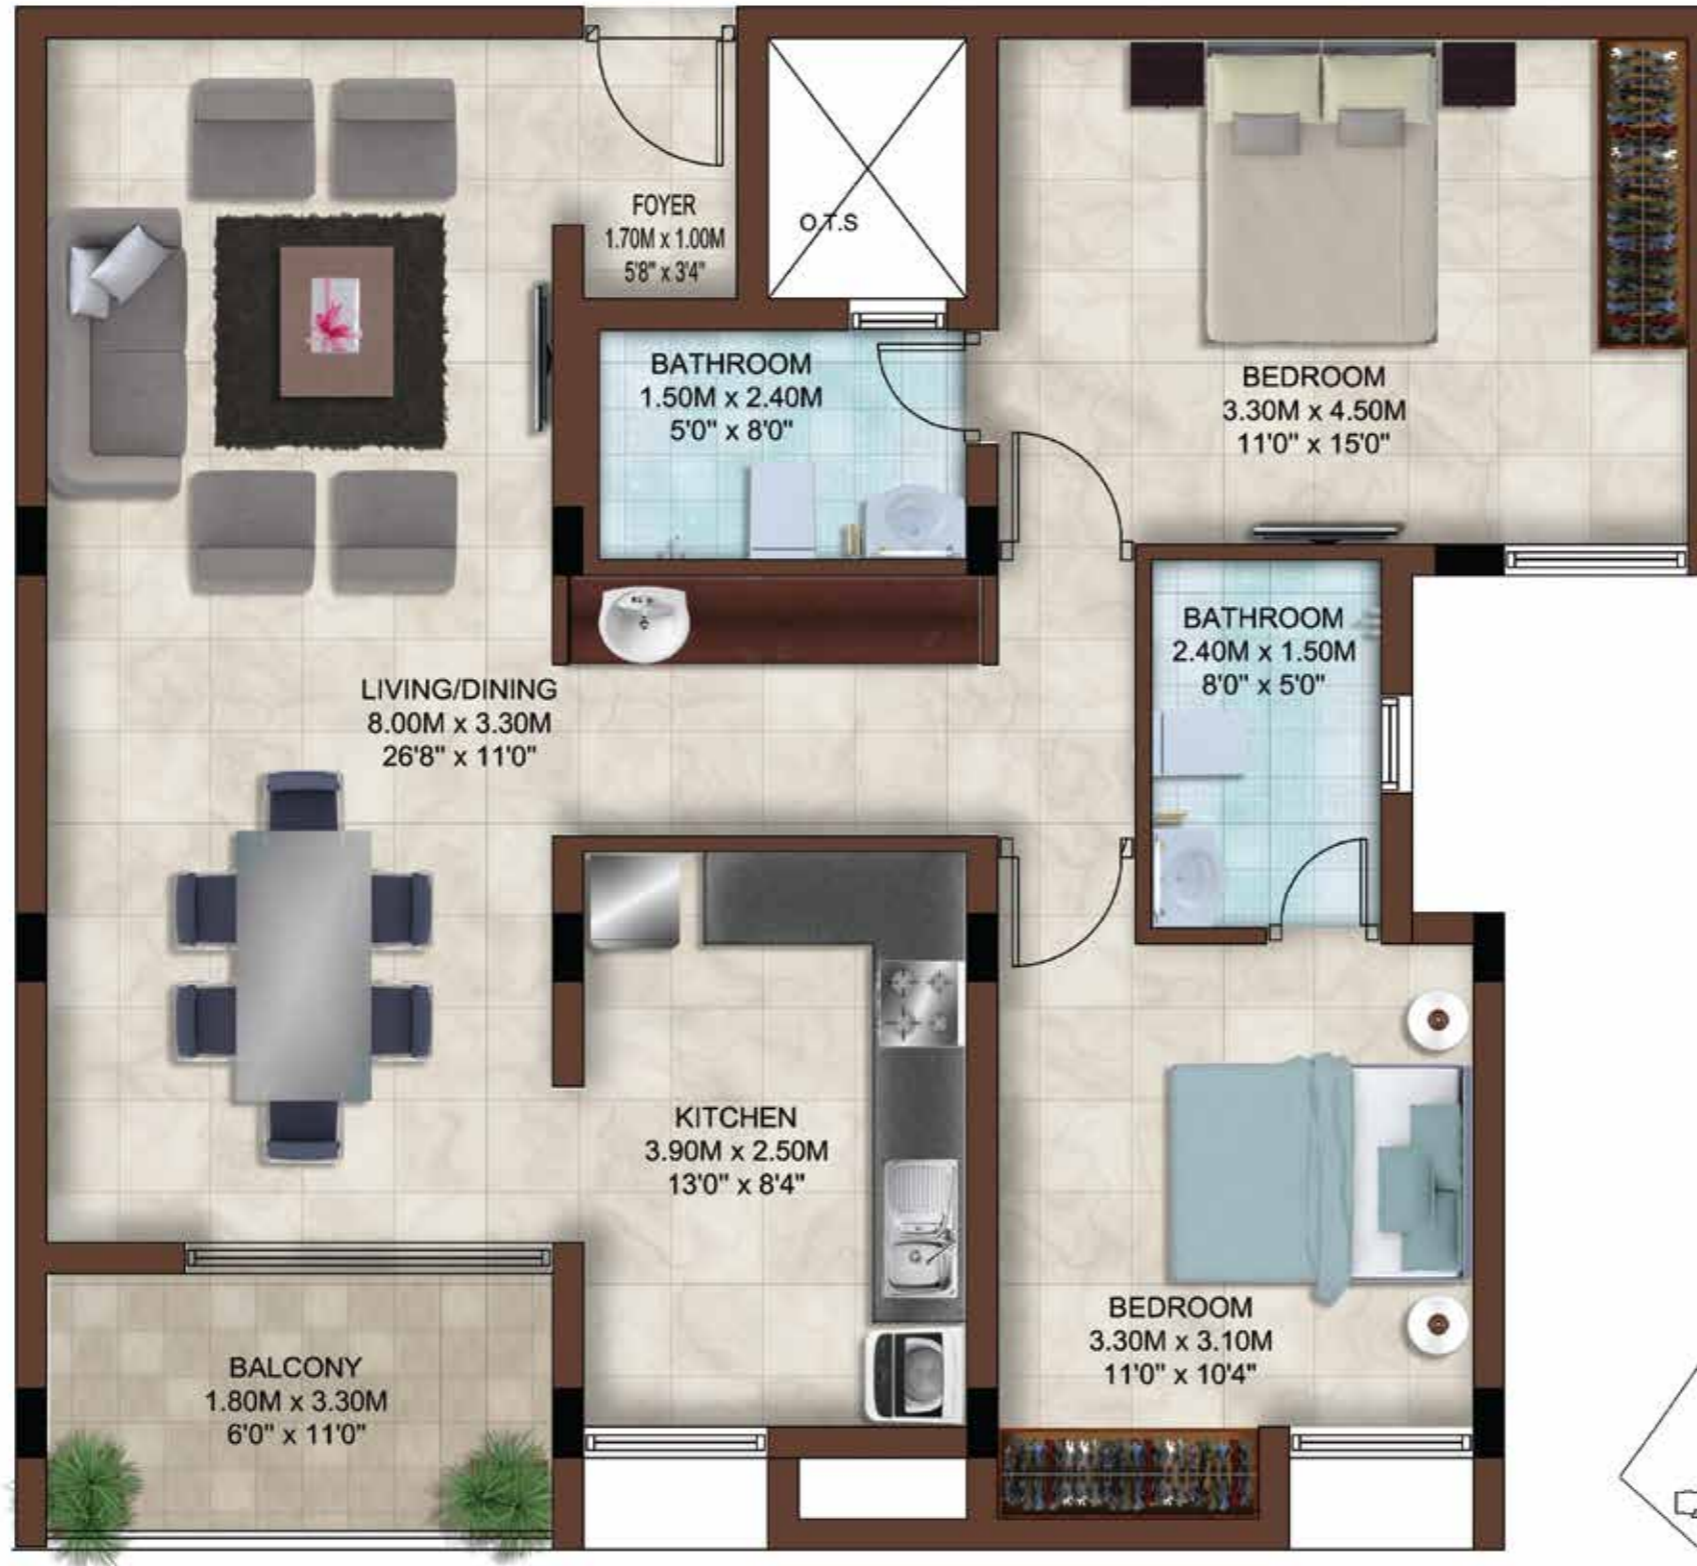 FOYER
1.70M x 1.00M
5'8" x 3'4"
O.T.S
BATHROOM
1.50M x 2.40M
5'0" x 8'0"
BEDROOM
3.30M x 4.50M
11'0" x 15'0"
BATHROOM
2.40M x 1.50M
8'0" x 5'0"
LIVING/DINING
8.00M x 3.30M
26'8" x 11'0"
KITCHEN
3.90M x 2.50M
13'0" x 8'4"
BEDROOM
3.30M x 3.10M
11'0" x 10'4"
BALCONY
1.80M x 3.30M
6'0" x 11'0"